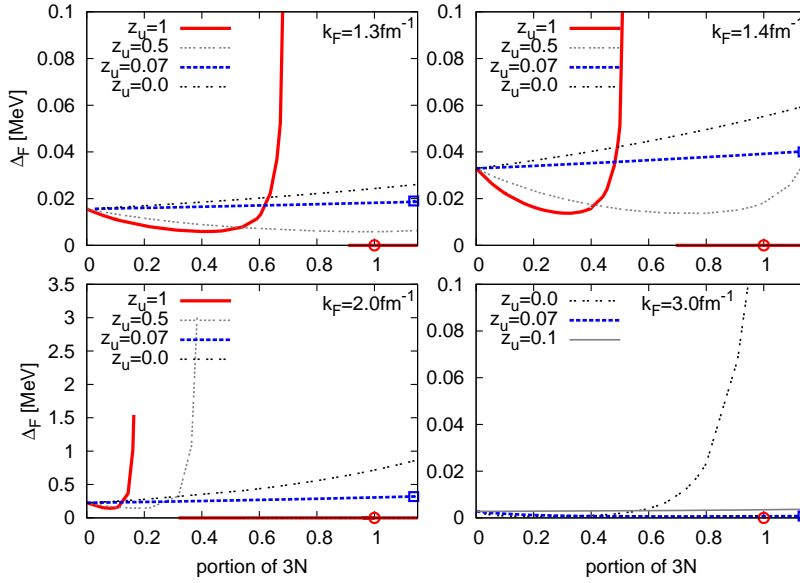 0.1
0.08
0.06
0.04
0.02
0
Δ_F [MeV]
z_u=1
z_u=0.5
z_u=0.07
z_u=0.0
k_F=1.3fm⁻¹
0 0.2 0.4 0.6 0.8 1
0.1
0.08
0.06
0.04
0.02
0
z_u=1
z_u=0.5
z_u=0.07
z_u=0.0
k_F=1.4fm⁻¹
0 0.2 0.4 0.6 0.8 1
3.5
3
2.5
2
1.5
1
0.5
0
Δ_F [MeV]
z_u=1
z_u=0.5
z_u=0.07
z_u=0.0
k_F=2.0fm⁻¹
0 0.2 0.4 0.6 0.8 1
portion of 3N
0.1
0.08
0.06
0.04
0.02
0
z_u=0.0
z_u=0.07
z_u=0.1
k_F=3.0fm⁻¹
0 0.2 0.4 0.6 0.8 1
portion of 3N